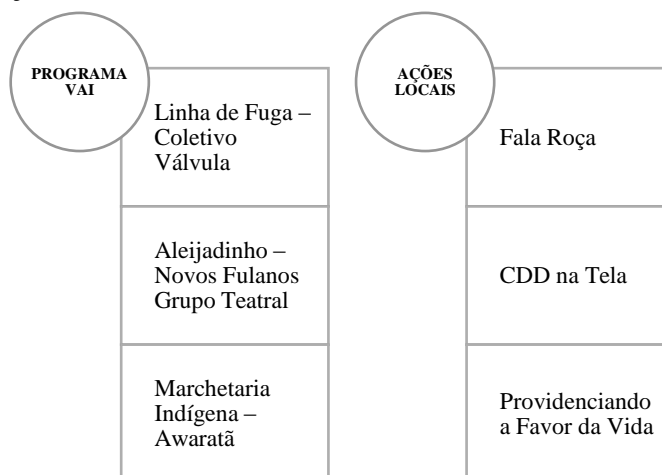 PROGRAMA
VAI
Linha de Fuga –
Coletivo
Válvula
Aleijadinho –
Novos Fulanos
Grupo Teatral
Marchetaria
Indígena –
Awaratã
AÇÕES
LOCAIS
Fala Roça
CDD na Tela
Providenciando
a Favor da Vida